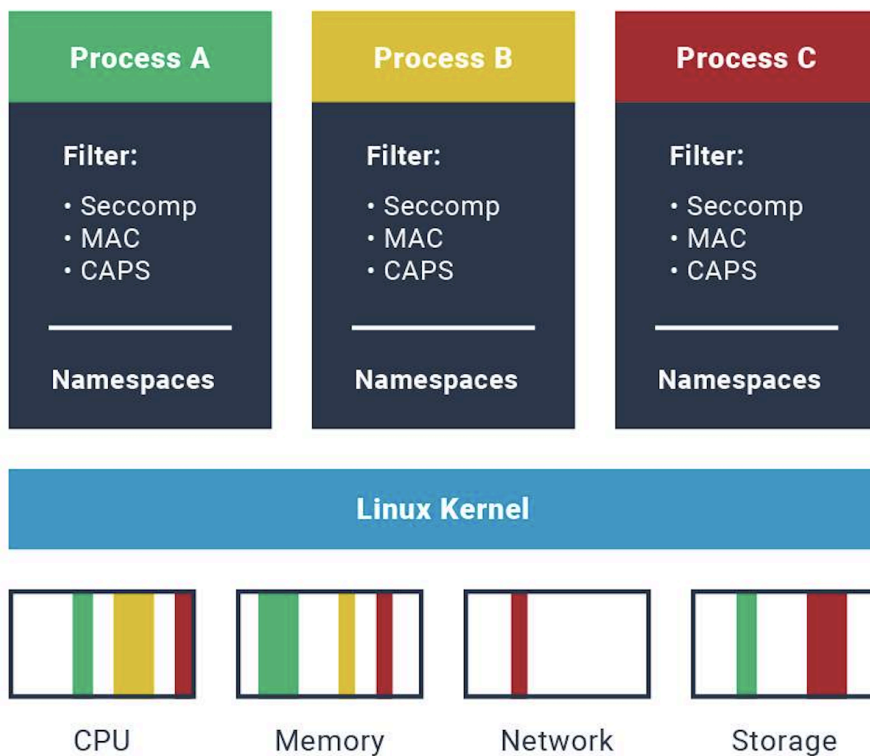 Process A
Filter:
• Seccomp
• MAC
• CAPS
Namespaces
Process B
Filter:
• Seccomp
• MAC
• CAPS
Namespaces
Process C
Filter:
• Seccomp
• MAC
• CAPS
Namespaces
Linux Kernel
CPU
Memory
Network
Storage